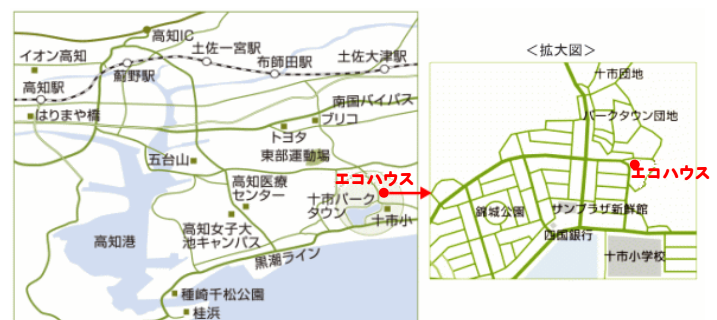 高知IC
イオン高知
土佐一宮駅
土佐大津駅
布師田駅
薊野駅
高知駅
南国バイパス
はりまや橋
ブリコ
トヨタ
五台山
東部運動場
エコハウス
高知医療
センター
十市パーク
タウン
十市小
高知女子大
池キャンパス
高知港
黒潮ライン
種崎千松公園
桂浜
＜拡大図＞
十市団地
パークタウン団地
エコハウス
錦城公園
サンプラザ新鮮館
四国銀行
十市小学校